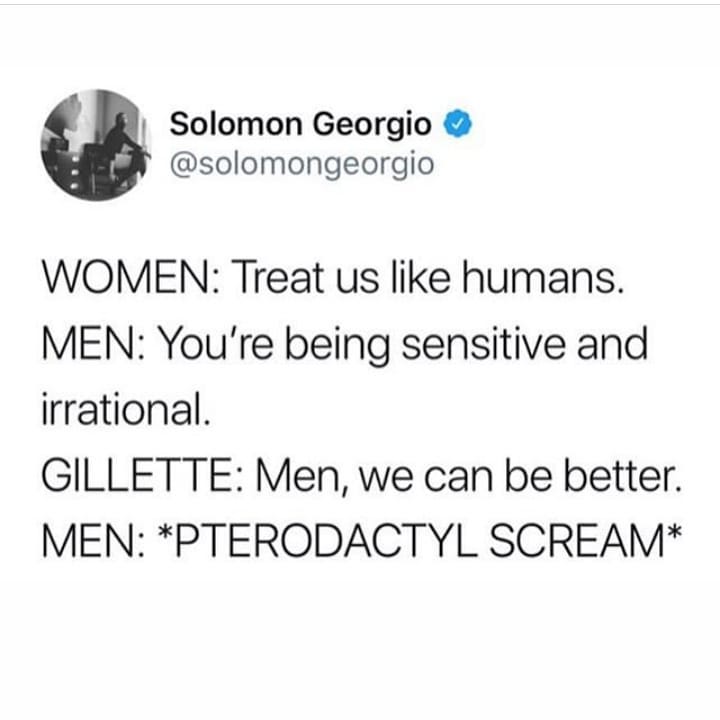 Solomon Georgio
@solomongeorgio
WOMEN: Treat us like humans.
MEN: You're being sensitive and
irrational.
GILLETTE: Men, we can be better.
MEN: *PTERODACTYL SCREAM*